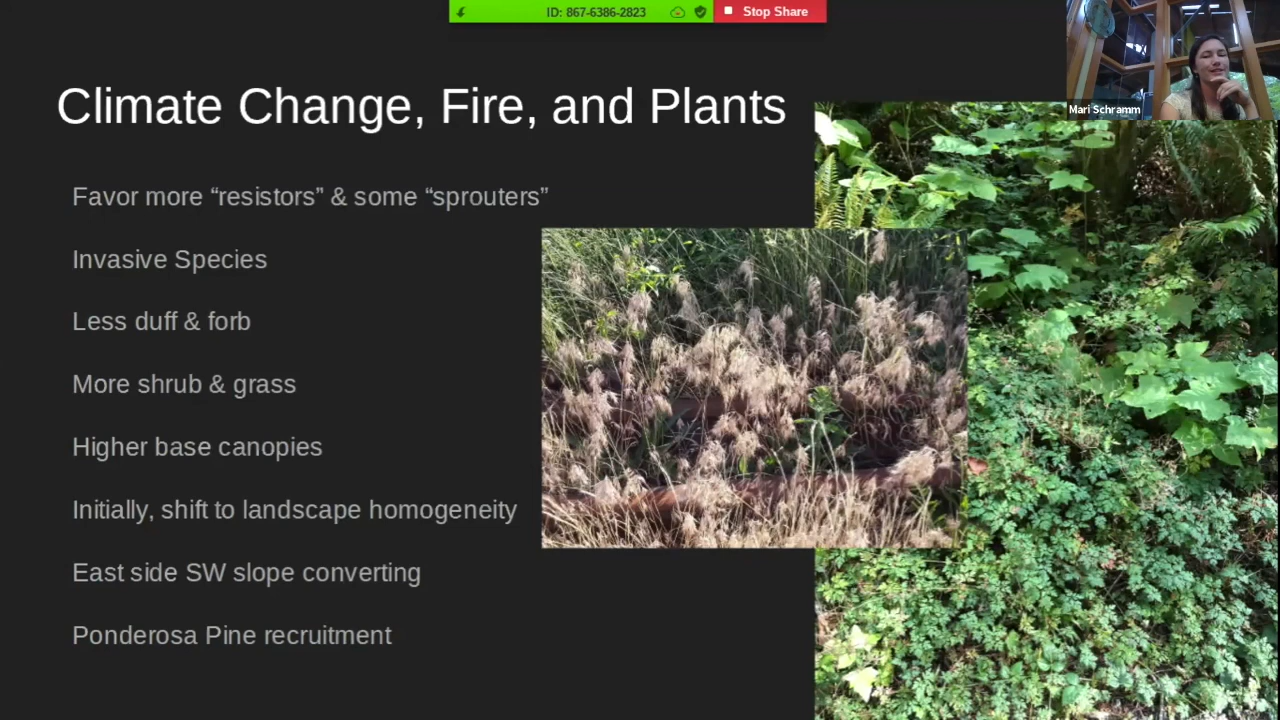 ID: 867-6386-2823
Stop Share
Mari Schramm
Climate Change, Fire, and Plants
Favor more “resistors” & some “sprouters”
Invasive Species
Less duff & forb
More shrub & grass
Higher base canopies
Initially, shift to landscape homogeneity
East side SW slope converting
Ponderosa Pine recruitment